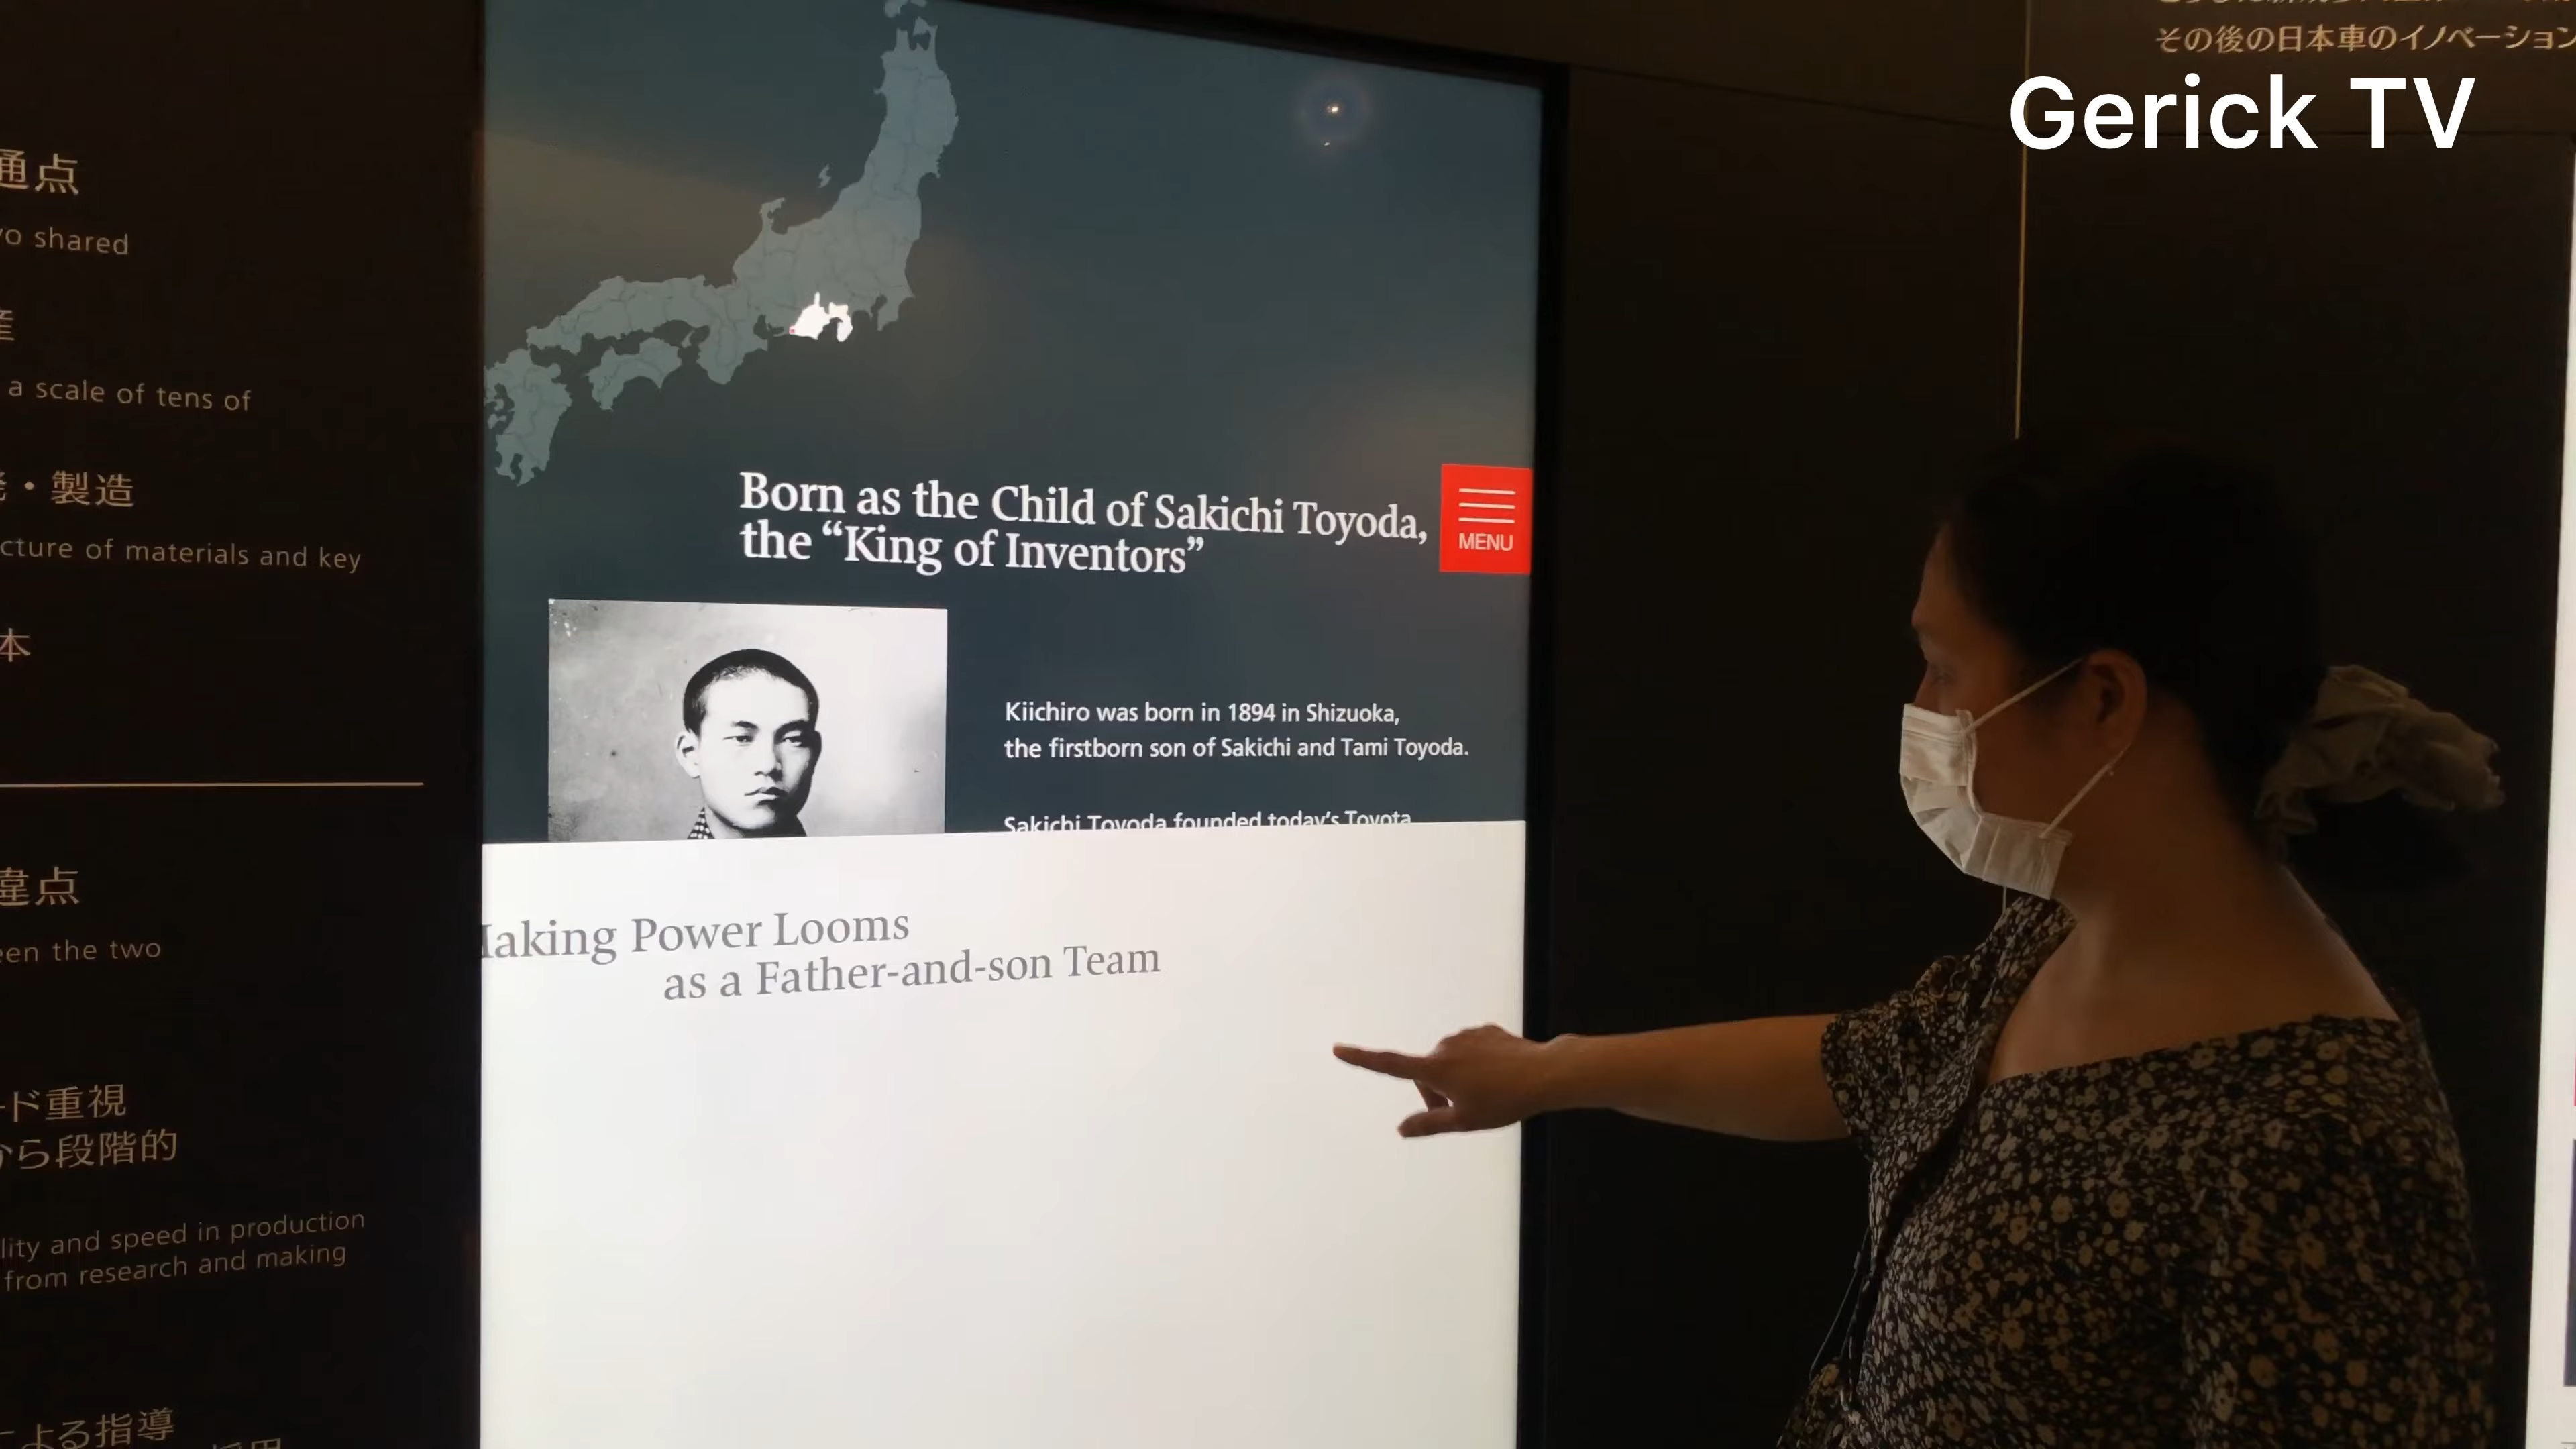 その後の日本車のイノベーション
Gerick TV
通点
shared
産
a scale of tens of
・製造
of materials and key
本
違点
the two
ド重視
から段階的
and speed in production
from research and making
よる指導
Born as the Child of Sakichi Toyoda,
the “King of Inventors”
MENU
Kiichiro was born in 1894 in Shizuoka,
the firstborn son of Sakichi and Tami Toyoda.
Sakichi Toyoda founded today's Toyota
Making Power Looms
as a Father-and-son Team